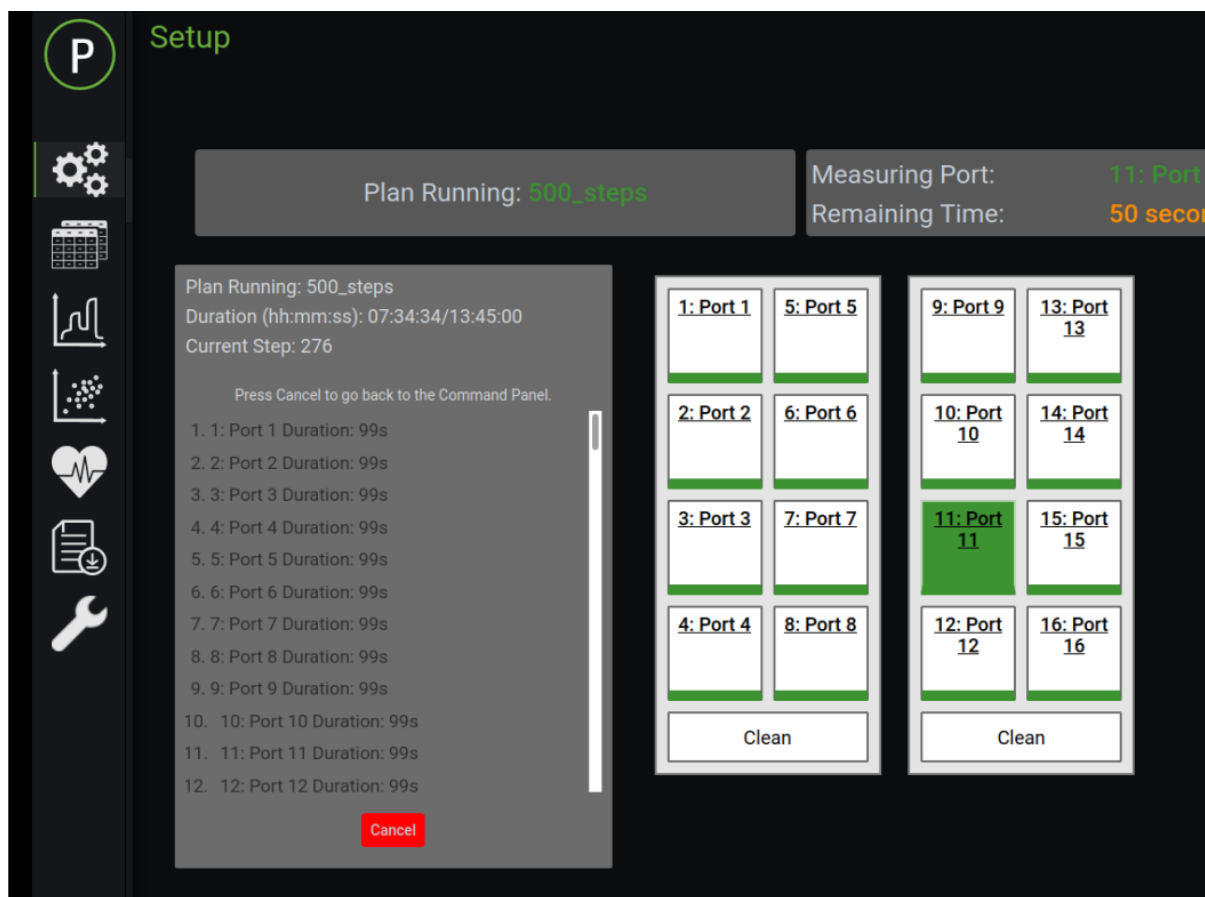 P
Setup
Plan Running: 500_steps
Measuring Port: 11: Port
Remaining Time: 50
Plan Running: 500_steps
Duration (hh:mm:ss): 07:34:34/13:45:00
Current Step: 276
Press Cancel to go back to the Command Panel.
1. 1: Port 1 Duration: 99s
2. 2: Port 2 Duration: 99s
3. 3: Port 3 Duration: 99s
4. 4: Port 4 Duration: 99s
5. 5: Port 5 Duration: 99s
6. 6: Port 6 Duration: 99s
7. 7: Port 7 Duration: 99s
8. 8: Port 8 Duration: 99s
9. 9: Port 9 Duration: 99s
10. 10: Port 10 Duration: 99s
11. 11: Port 11 Duration: 99s
12. 12: Port 12 Duration: 99s
Cancel
1: Port 1
5: Port 5
2: Port 2
6: Port 6
3: Port 3
7: Port 7
4: Port 4
8: Port 8
Clean
9: Port 9
13: Port
13
10: Port
10
14: Port
14
11: Port
11
15: Port
15
12: Port
12
16: Port
16
Clean